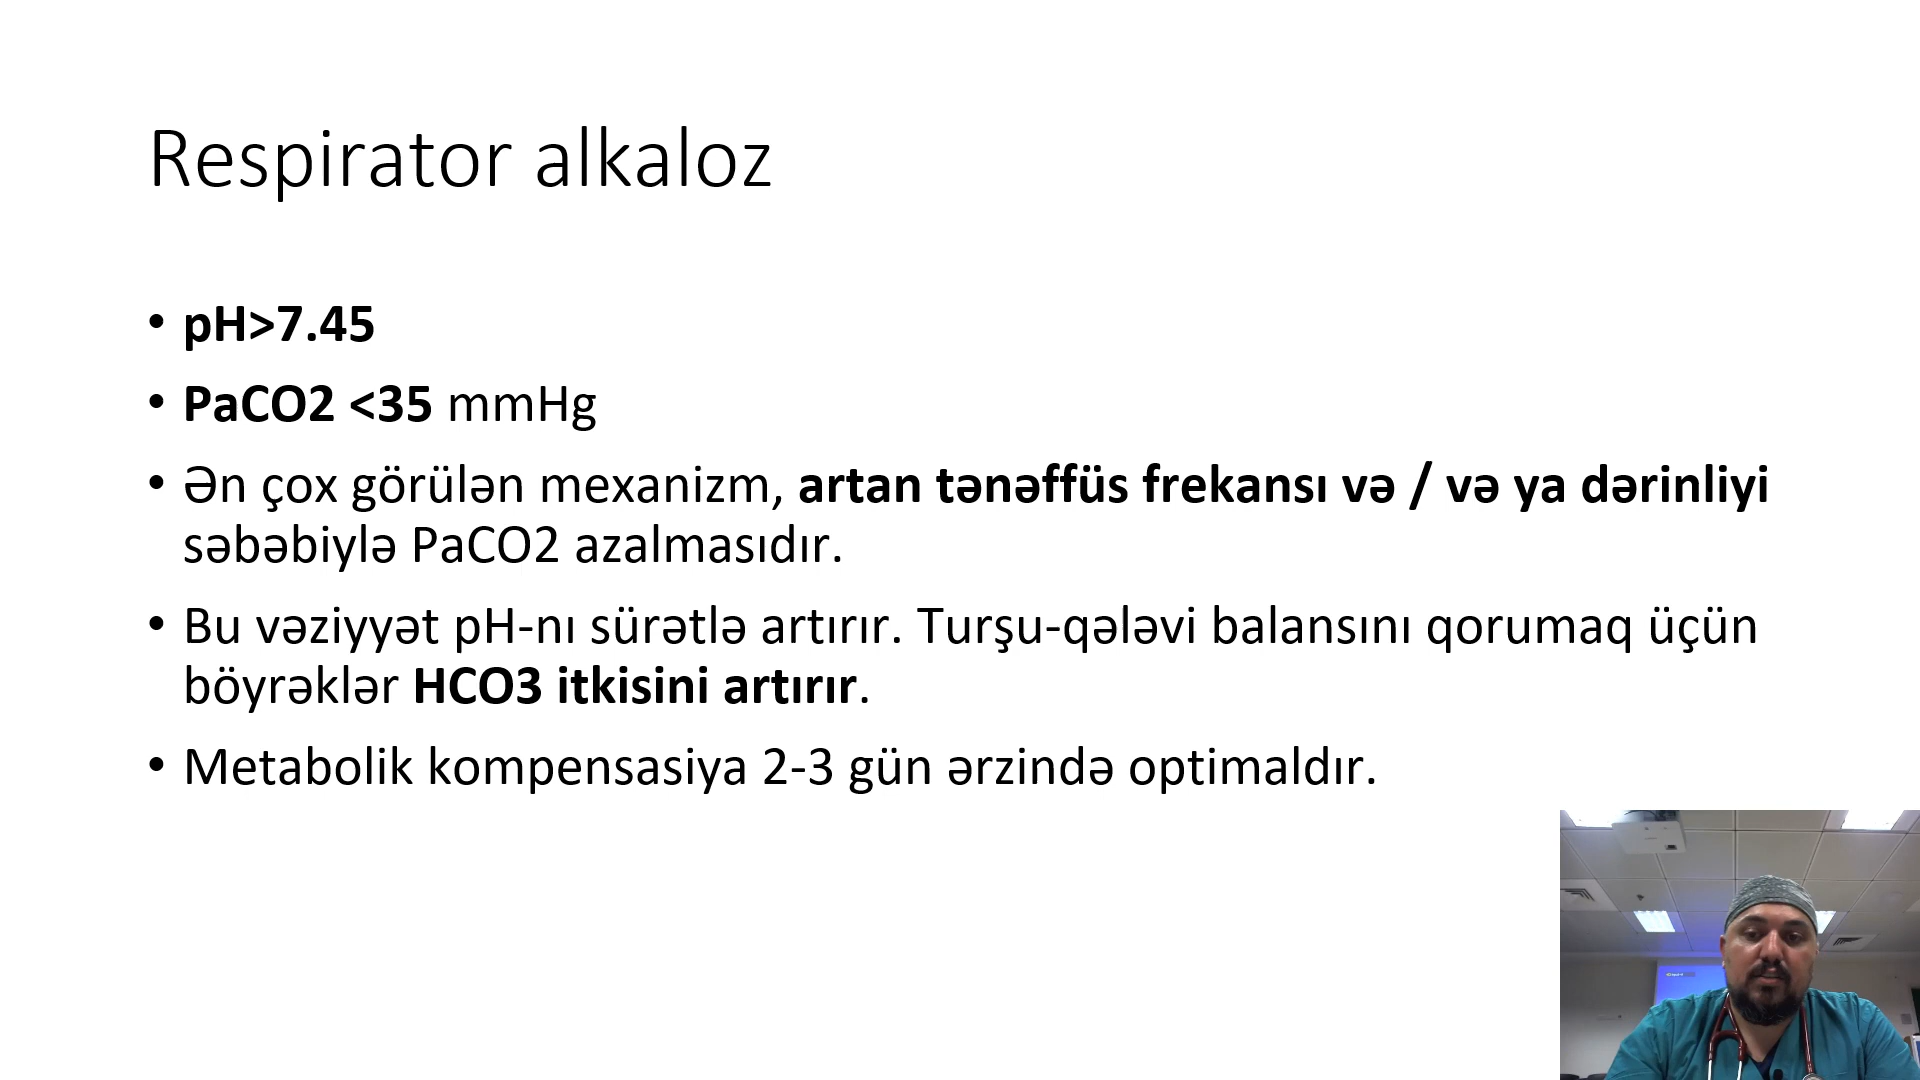 Respirator alkaloz
• pH>7.45
• PaCO2 <35 mmHg
• Ən çox görülən mexanizm, artan tənəffüs frekansı və / və ya dərinliyi
səbəbiylə PaCO2 azalmasıdır.
• Bu vəziyyət pH-nı sürətlə artırır. Turşu-qələvi balansını qorumaq üçün
böyrəklər HCO3 itkisini artırır.
• Metabolik kompensasiya 2-3 gün ərzində optimaldır.